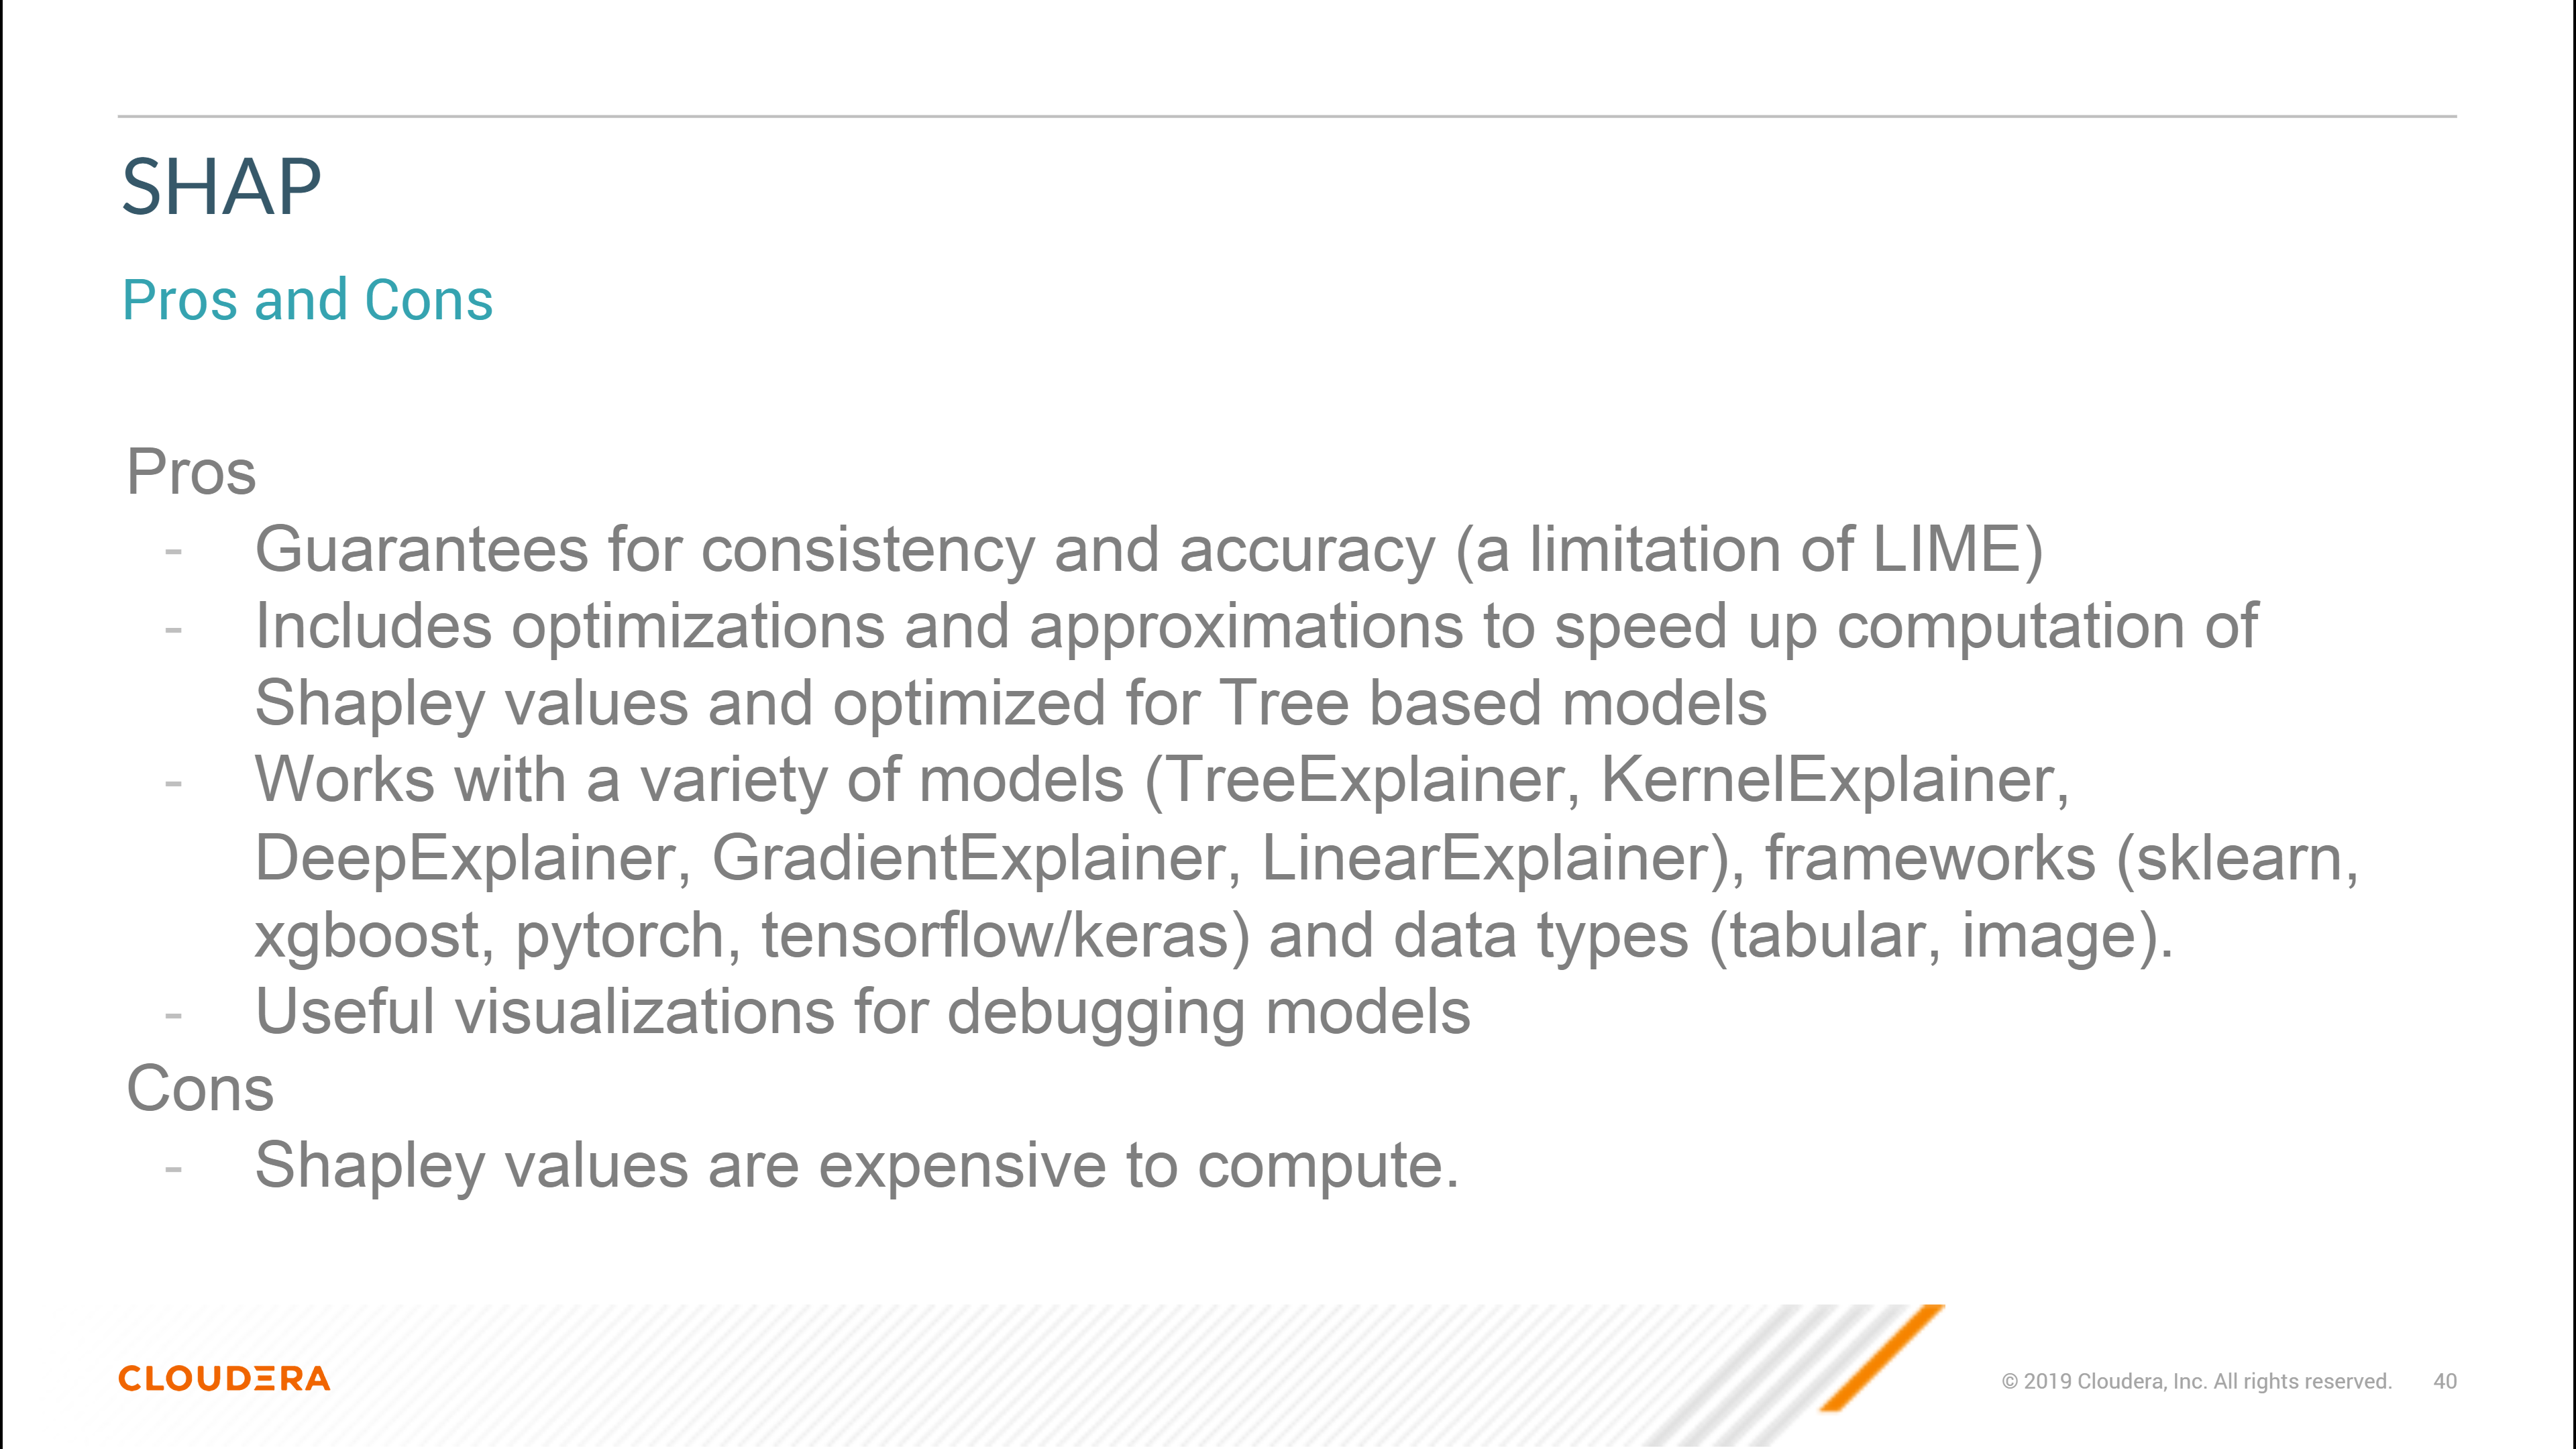 SHAP
Pros and Cons
Pros
- Guarantees for consistency and accuracy (a limitation of LIME)
- Includes optimizations and approximations to speed up computation of
Shapley values and optimized for Tree based models
- Works with a variety of models (TreeExplainer, KernelExplainer,
DeepExplainer, GradientExplainer, LinearExplainer), frameworks (sklearn,
xgboost, pytorch, tensorflow/keras) and data types (tabular, image).
- Useful visualizations for debugging models
Cons
- Shapley values are expensive to compute.
CLOUDERA
© 2019 Cloudera, Inc. All rights reserved. 40